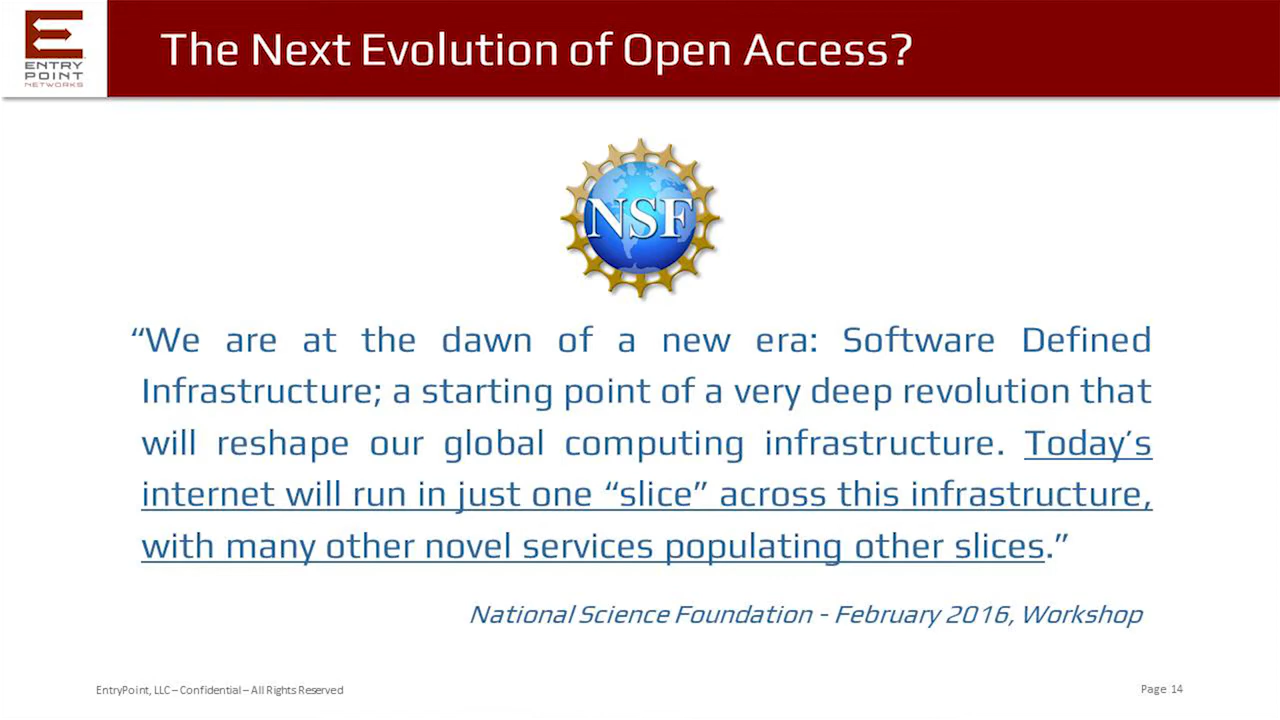 The Next Evolution of Open Access?
ENTRY
POINT
NETWORKS
NSF
“We are at the dawn of a new era: Software Defined
Infrastructure; a starting point of a very deep revolution that
will reshape our global computing infrastructure. Today’s
internet will run in just one “slice” across this infrastructure,
with many other novel services populating other slices.”
National Science Foundation - February 2016, Workshop
EntryPoint, LLC – Confidential – All Rights Reserved
Page 14